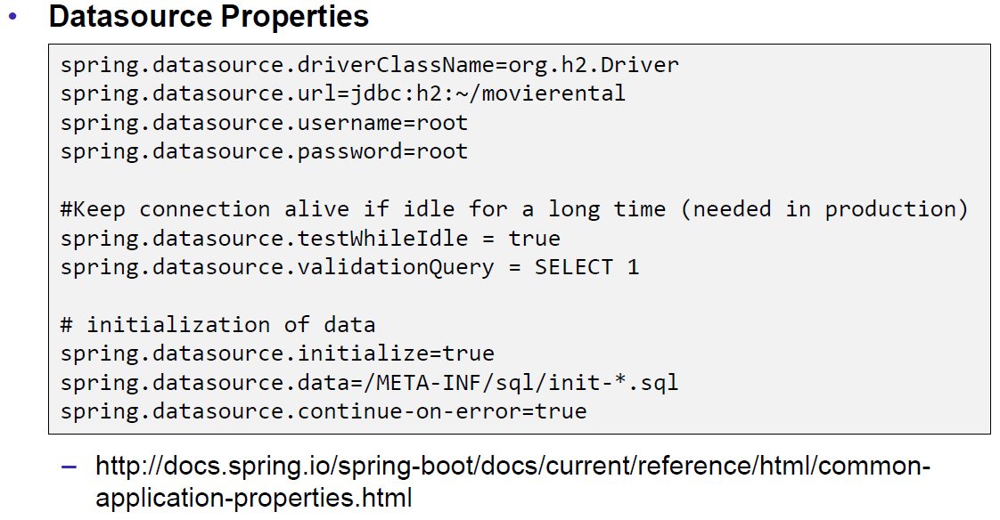 • Datasource Properties
spring.datasource.driverClassName=org.h2.Driver
spring.datasource.url=jdbc:h2:~/movierental
spring.datasource.username=root
spring.datasource.password=root
#Keep connection alive if idle for a long time (needed in production)
spring.datasource.testWhileIdle = true
spring.datasource.validationQuery = SELECT 1
# initialization of data
spring.datasource.initialize=true
spring.datasource.data=/META-INF/sql/init-*.sql
spring.datasource.continue-on-error=true
– http://docs.spring.io/spring-boot/docs/current/reference/html/common-
application-properties.html